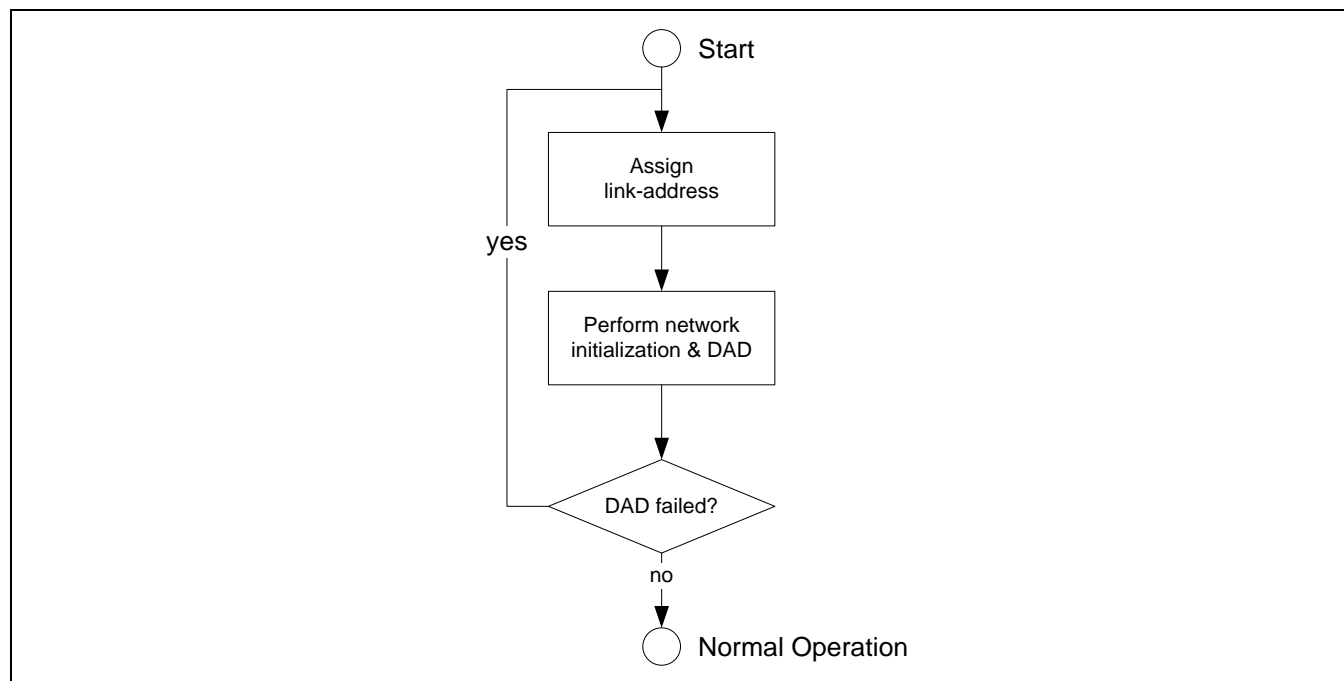 Start
Assign
link-address
yes
Perform network
initialization & DAD
DAD failed?
no
Normal Operation